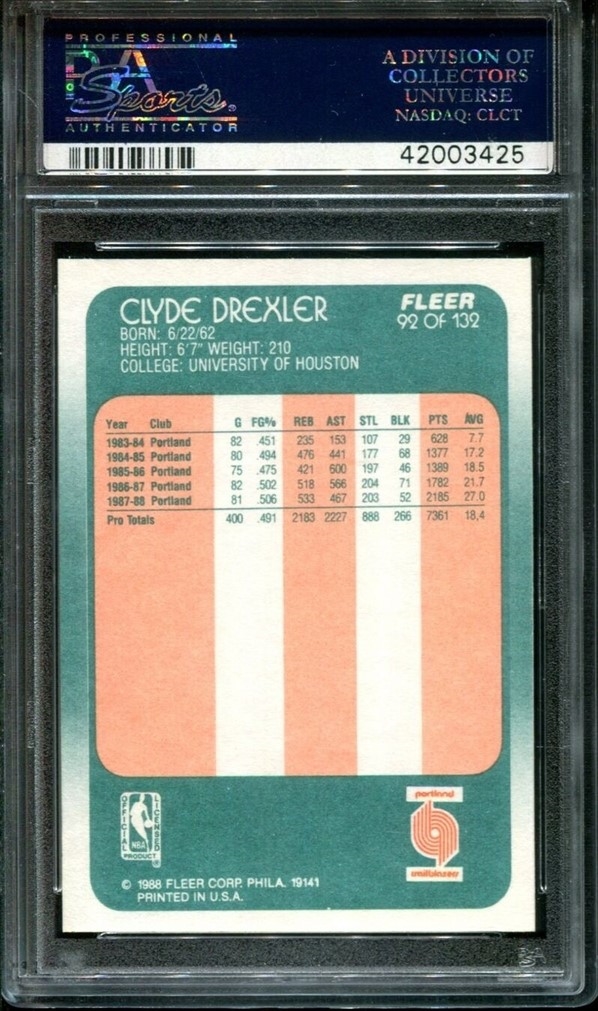 PROFESSIONAL
PSA
Sports
AUTHENTICATOR
A DIVISION OF
COLLECTORS
UNIVERSE
NASDAQ: CLCT
42003425
CLYDE DREXLER
FLEER
92 OF 132
BORN: 6/22/62
HEIGHT: 6'7" WEIGHT: 210
COLLEGE: UNIVERSITY OF HOUSTON
Year Club G FG% REB AST STL BLK PTS AVG
1983-84 Portland 82 .451 235 153 107 29 628 7.7
1984-85 Portland 80 .494 476 441 177 68 1377 17.2
1985-86 Portland 75 .475 421 600 197 46 1389 18.5
1986-87 Portland 82 .502 518 566 204 71 1782 21.7
1987-88 Portland 81 .506 533 467 203 52 2185 27.0
Pro Totals 400 .491 2183 2227 888 266 7361 18.4
OFFICIAL
LICENSED
NBA
PRODUCT
®
portland
trailblazers
© 1988 FLEER CORP. PHILA. 19141
PRINTED IN U.S.A.